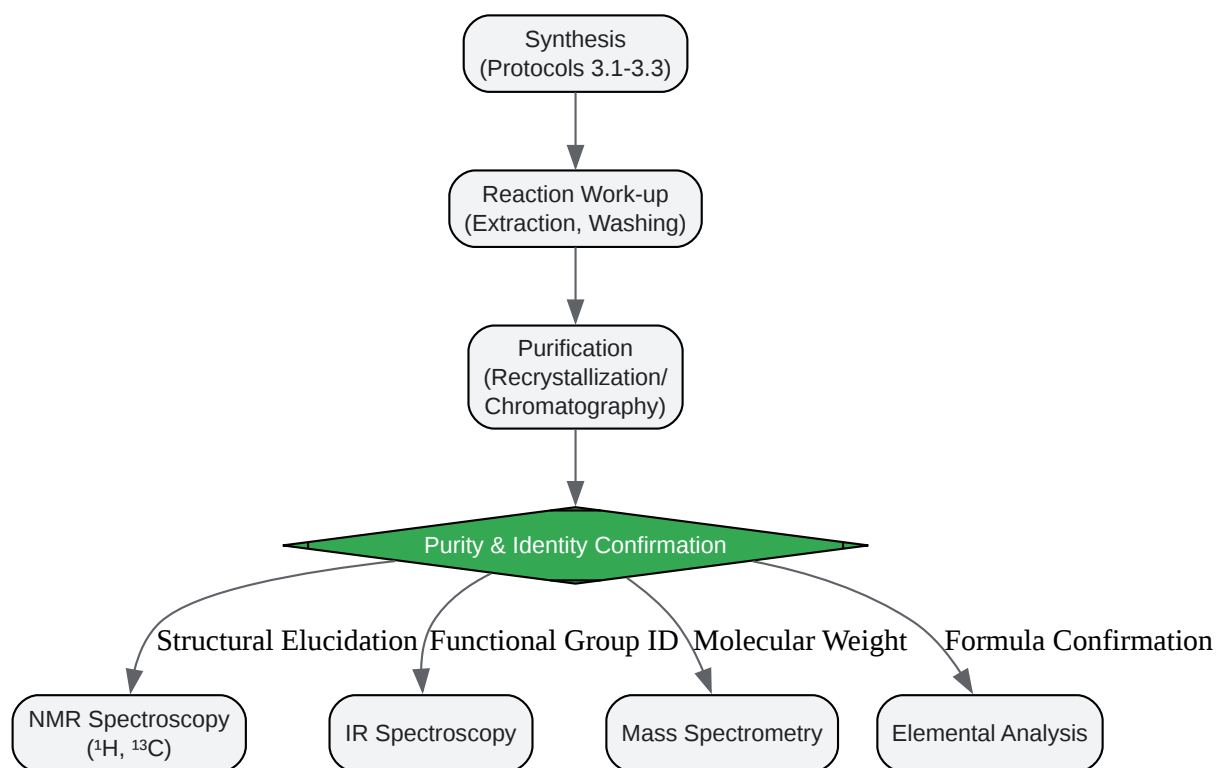 Synthesis
(Protocols 3.1-3.3)
Reaction Work-up
(Extraction, Washing)
Purification
(Recrystallization/
Chromatography)
Purity & Identity Confirmation
Structural Elucidation
Functional Group ID
Molecular Weight
Formula Confirmation
NMR Spectroscopy
(¹H, ¹³C)
IR Spectroscopy
Mass Spectrometry
Elemental Analysis